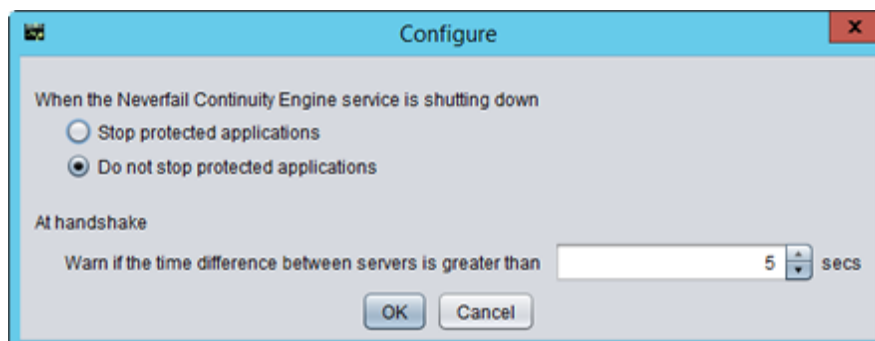 Configure
x
When the Neverfail Continuity Engine service is shutting down
Stop protected applications
Do not stop protected applications
At handshake
Warn if the time difference between servers is greater than 5 secs
OK Cancel